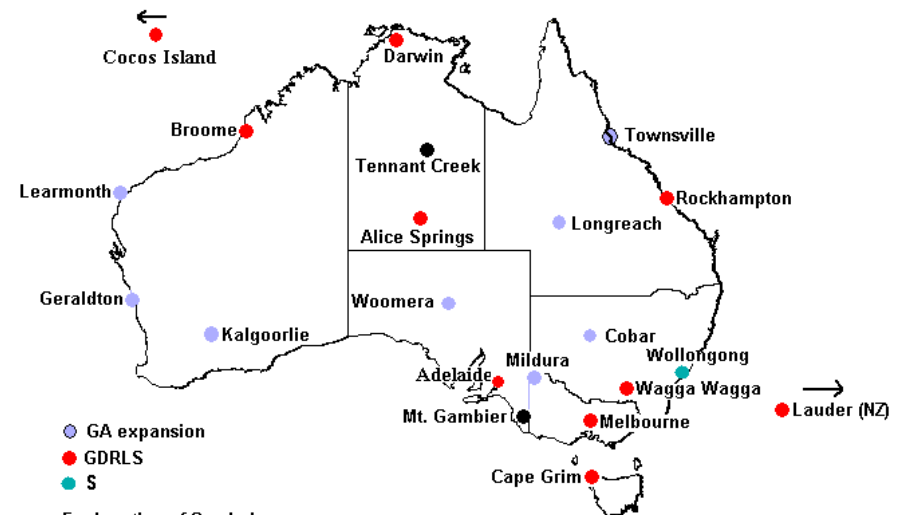 Cocos Island
Darwin
Broome
Townsville
Tennant Creek
Learmonth
Rockhampton
Longreach
Alice Springs
Geraldton
Woomera
Kalgoorlie
Cobar
Wollongong
Mildura
Adelaide
Wagga Wagga
Mt. Gambier
Melbourne
Lauder (NZ)
GA expansion
GDRLS
S
Cape Grim